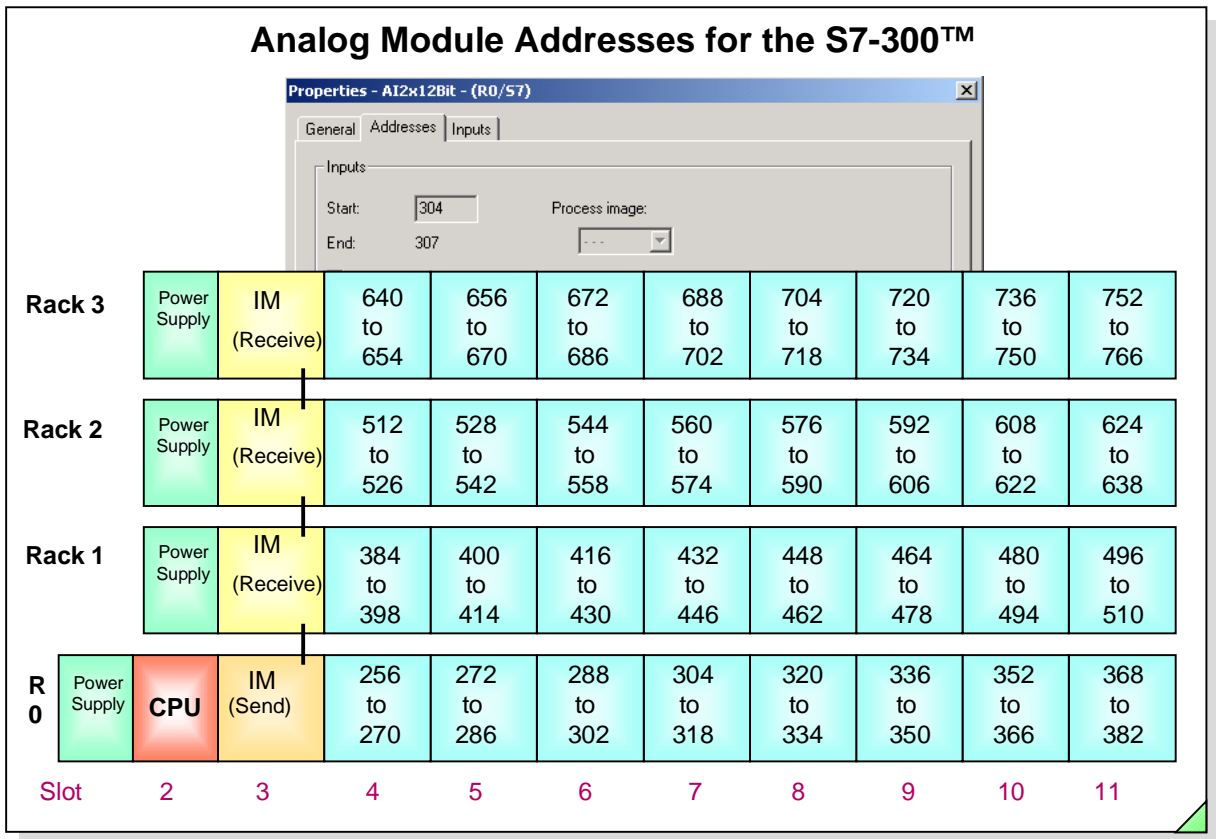 Analog Module Addresses for the S7-300™
Properties - AI2x12Bit - (R0/S7)
General Addresses Inputs
Inputs
Start: 304 Process image:
End: 307 - - -
Rack 3
Power
Supply
IM
(Receive)
640
to
654
656
to
670
672
to
686
688
to
702
704
to
718
720
to
734
736
to
750
752
to
766
Rack 2
Power
Supply
IM
(Receive)
512
to
526
528
to
542
544
to
558
560
to
574
576
to
590
592
to
606
608
to
622
624
to
638
Rack 1
Power
Supply
IM
(Receive)
384
to
398
400
to
414
416
to
430
432
to
446
448
to
462
464
to
478
480
to
494
496
to
510
R
0
Power
Supply
CPU
IM
(Send)
256
to
270
272
to
286
288
to
302
304
to
318
320
to
334
336
to
350
352
to
366
368
to
382
Slot 2 3 4 5 6 7 8 9 10 11